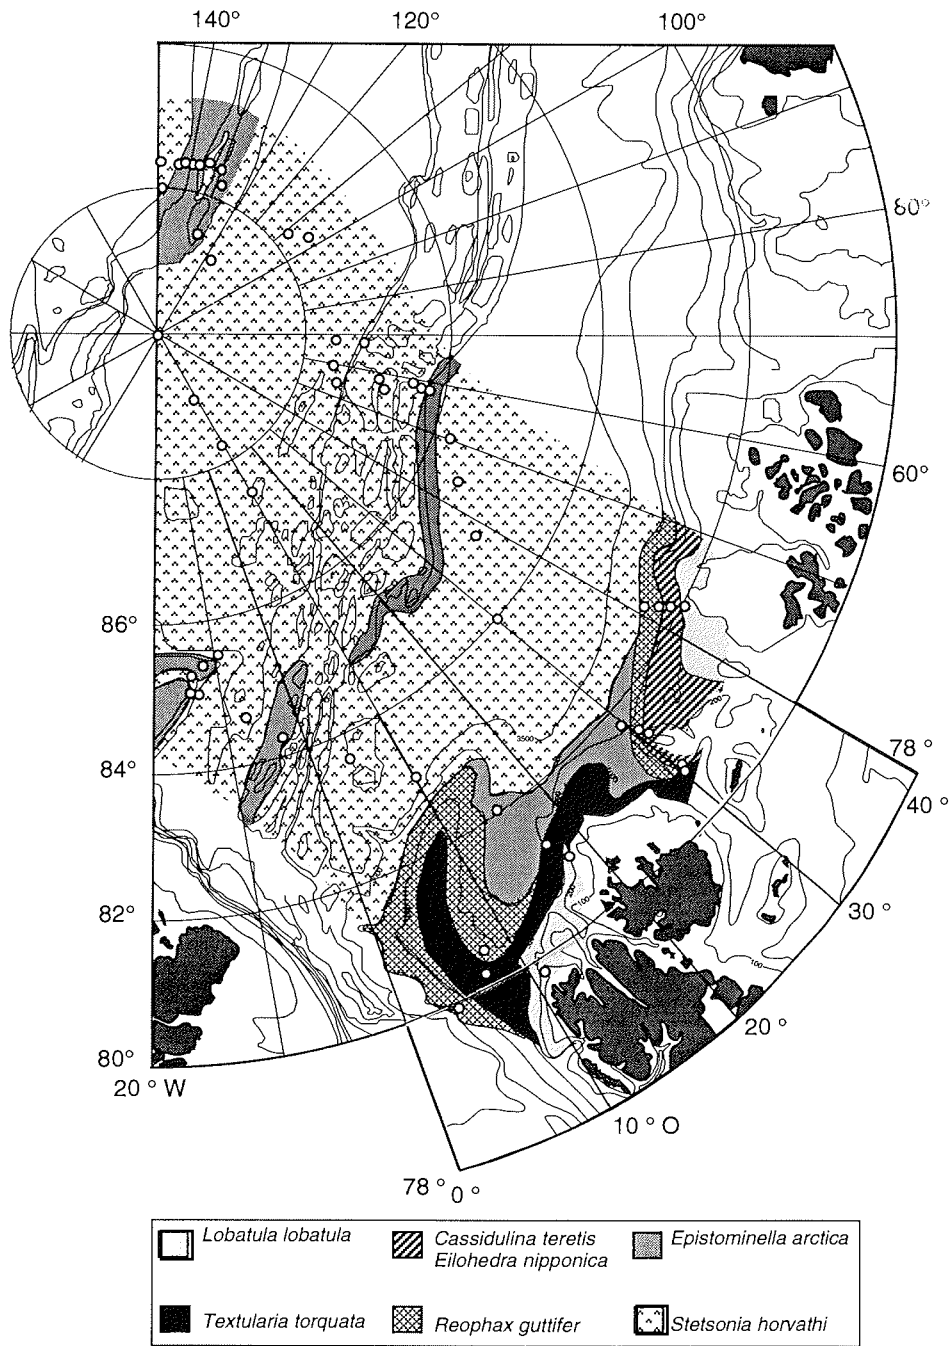 140°
120°
100°
80°
60°
86°
84°
82°
80°
20 ° W
3500
200
100
100
78 °
40 °
30 °
20 °
10 ° O
78 °
0 °
Lobatula lobatula
Cassidulina teretis
Eilohedra nipponica
Epistominella arctica
Textularia torquata
Reophax guttifer
Stetsonia horvathi